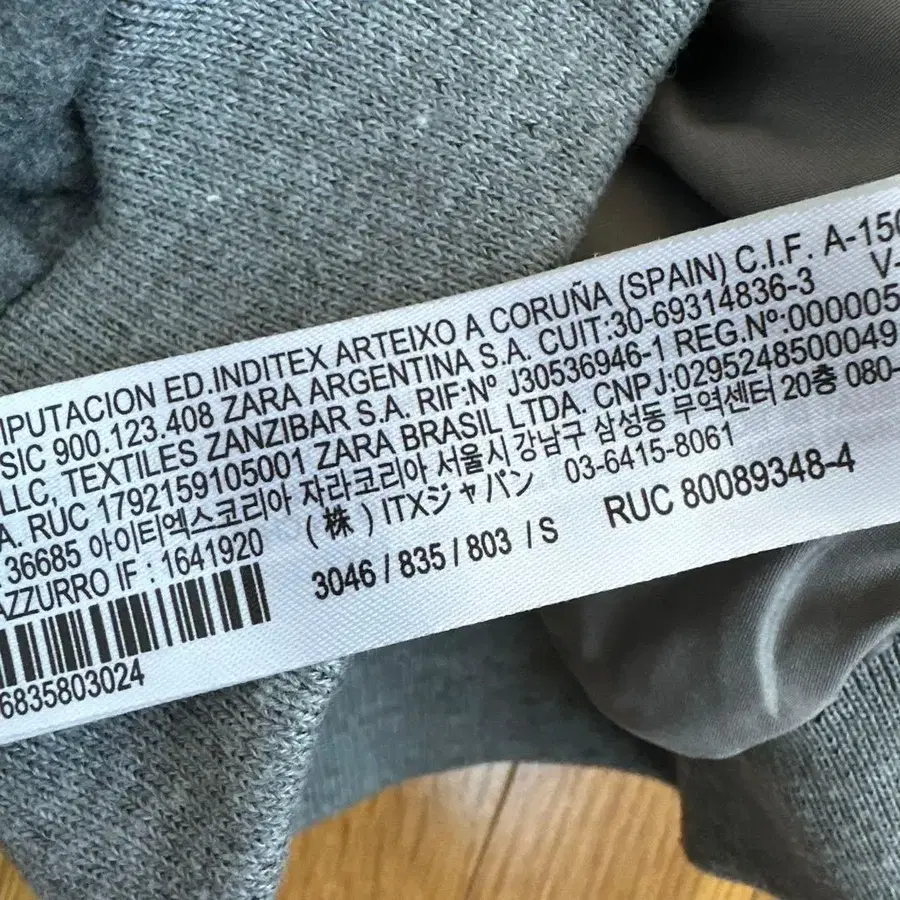 IPUTACION ED.INDITEX ARTEIXO A CORUÑA (SPAIN) C.I.F. A-150
SIC 900.123.408 ZARA ARGENTINA S.A. CUIT:30-69314836-3 V-
LLC, TEXTILES ZANZIBAR S.A. RIF:Nº J30536946-1 REG.Nº:000005
A. RUC 1792159105001 ZARA BRASIL LTDA. CNPJ:0295248500049
36685 아이티엑스코리아 자라코리아 서울시 강남구 삼성동 무역센터 20층 080-
AZZURRO IF : 1641920 (株) ITXジャパン 03-6415-8061
3046 / 835 / 803 / S RUC 80089348-4
6835803024